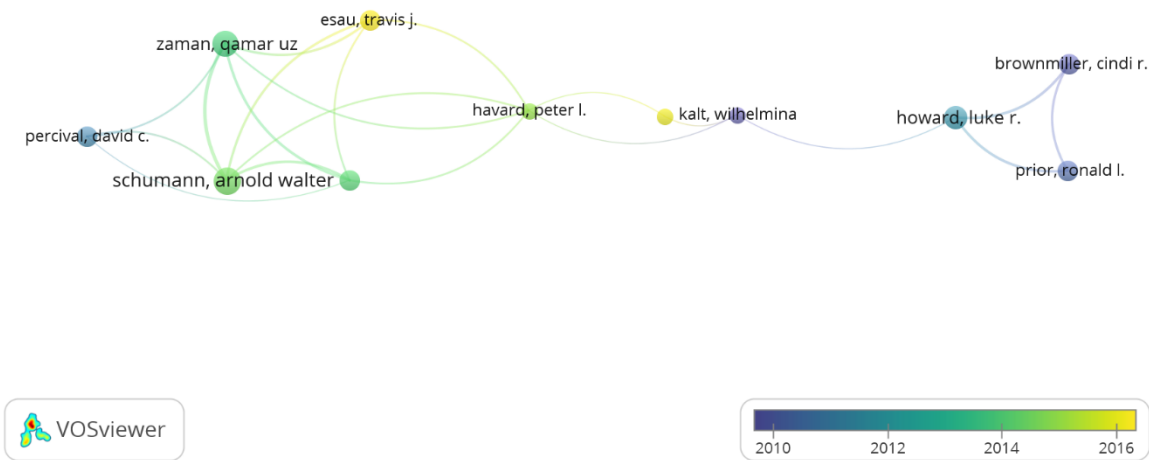 esau, travis j.
zaman, qamar uz
brownmiller, cindi r.
havard, peter l.
kalt, wilhelmina
howard, luke r.
percival, david c.
prior, ronald l.
schumann, arnold walter
VOSviewer
2010 2012 2014 2016